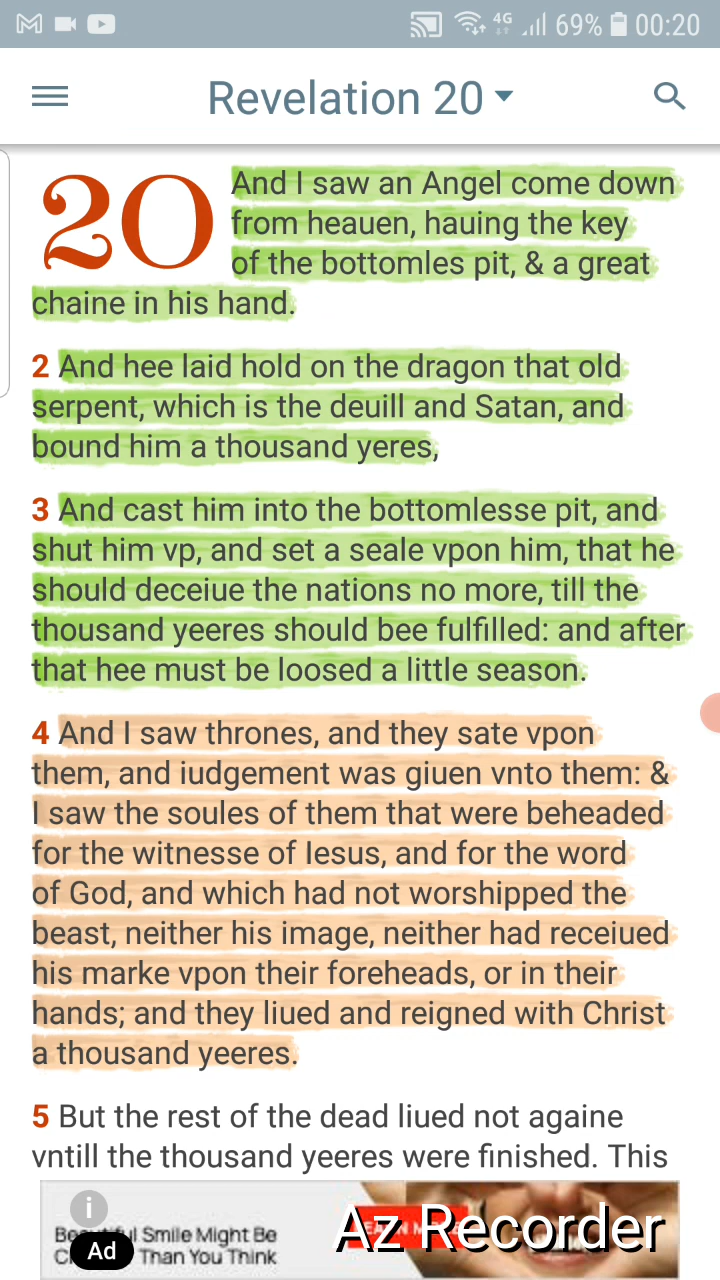 4G
69%
00:20
Revelation 20
20
And I saw an Angel come down
from heauen, hauing the key
of the bottomles pit, & a great
chaine in his hand.
2 And hee laid hold on the dragon that old
serpent, which is the deuill and Satan, and
bound him a thousand yeres,
3 And cast him into the bottomlesse pit, and
shut him vp, and set a seale vpon him, that he
should deceiue the nations no more, till the
thousand yeeres should bee fulfilled: and after
that hee must be loosed a little season.
4 And I saw thrones, and they sate vpon
them, and iudgement was giuen vnto them: &
I saw the soules of them that were beheaded
for the witnesse of Iesus, and for the word
of God, and which had not worshipped the
beast, neither his image, neither had receiued
his marke vpon their foreheads, or in their
hands; and they liued and reigned with Christ
a thousand yeeres.
5 But the rest of the dead liued not againe
vntill the thousand yeeres were finished. This
Smile Might Be
Than You Think
Ad
Az Recorder